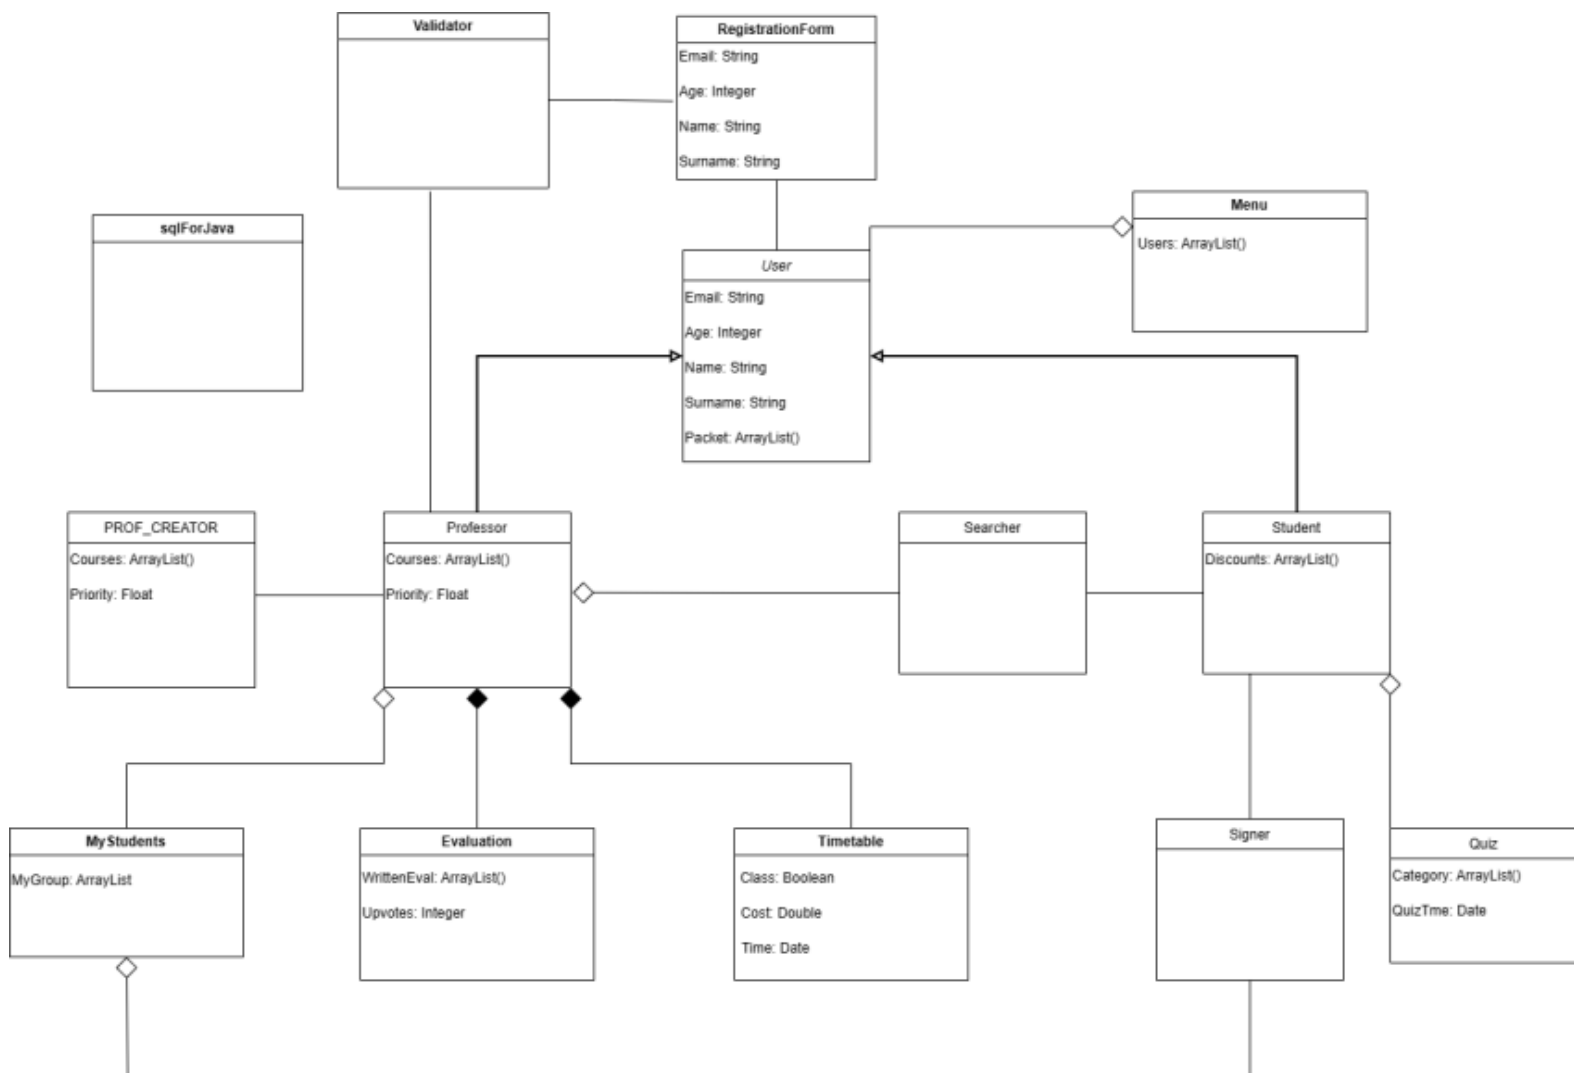 Validator
RegistrationForm
Email: String
Age: Integer
Name: String
Surname: String
sqlForJava
Menu
Users: ArrayList()
User
Email: String
Age: Integer
Name: String
Surname: String
Packet: ArrayList()
PROF_CREATOR
Courses: ArrayList()
Priority: Float
Professor
Courses: ArrayList()
Priority: Float
Searcher
Student
Discounts: ArrayList()
MyStudents
MyGroup: ArrayList
Evaluation
WrittenEval: ArrayList()
Upvotes: Integer
Timetable
Class: Boolean
Cost: Double
Time: Date
Signer
Quiz
Category: ArrayList()
QuizTme: Date